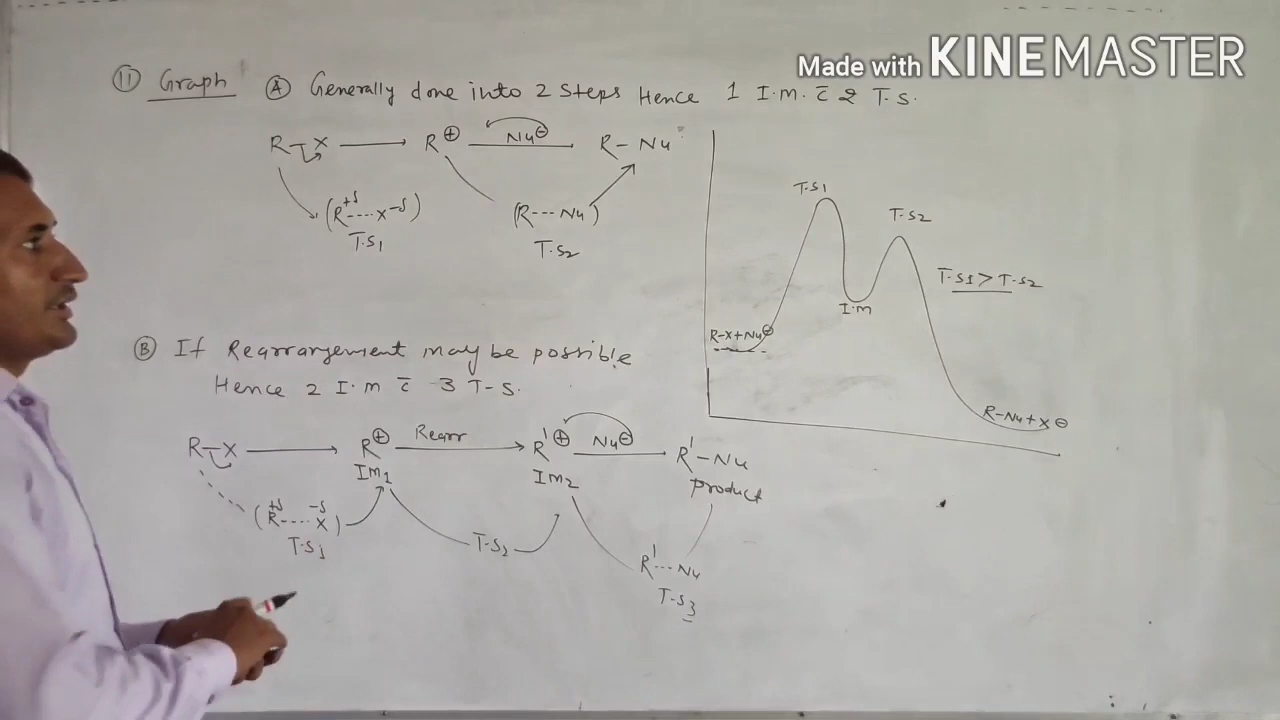 Made with KINEMASTER
11 Graph A Generally done into 2 Steps Hence 1 I.m. c̄ 2 T.S.
R-X → R⊕ Nu⊖ → R-Nu
(R+δ----X-δ) T.S1
(R---Nu) T.S2
T.S1
T.S2
T.S1 > T.S2
I.m
R-X+Nu⊖
R-Nu+X⊖
B If Rearrangement may be possible
Hence 2 I.m c̄ 3 T.S.
R-X → R⊕ Rearr → R'⊕ Nu⊖ → R'-Nu
Im1 Im2 product
(R+δ----X-δ) T.S1
T.S2
R'---Nu
T.S3